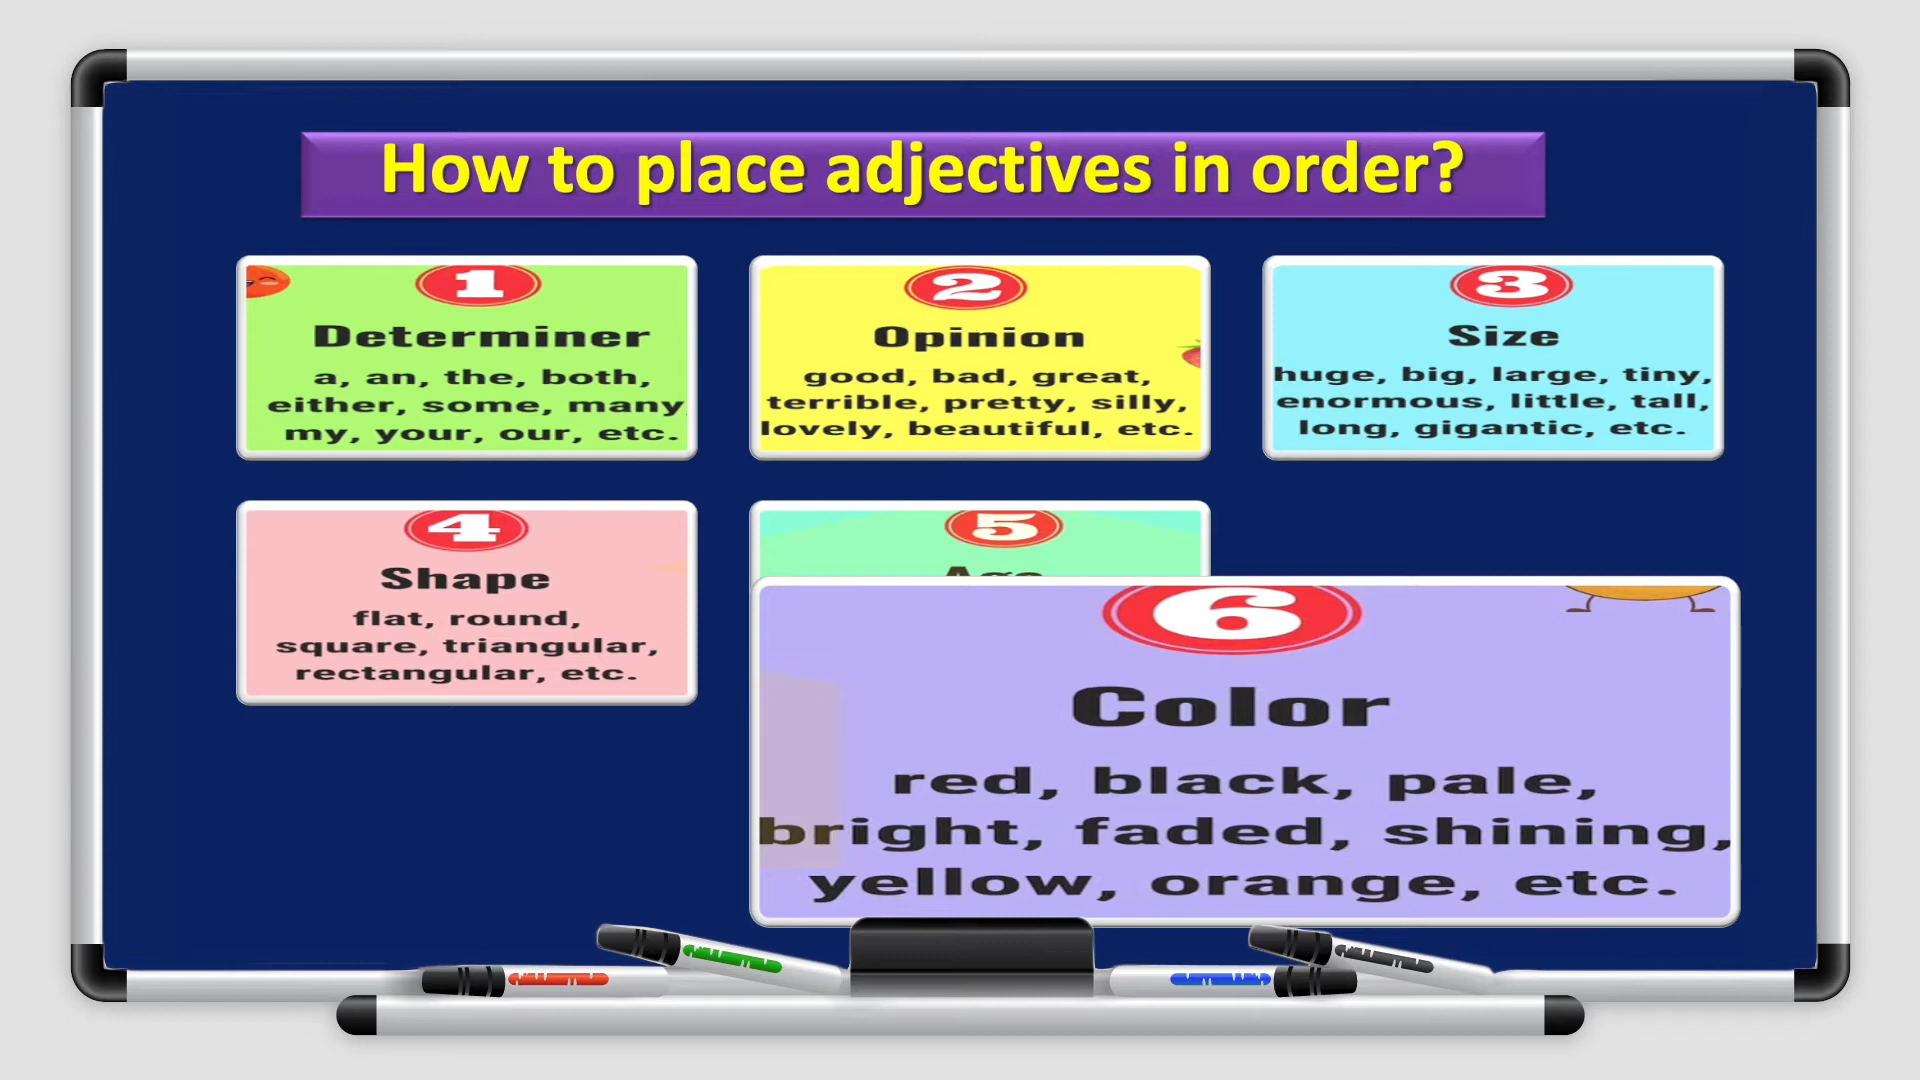 How to place adjectives in order?
1
Determiner
a, an, the, both,
either, some, many
my, your, our, etc.
2
Opinion
good, bad, great,
terrible, pretty, silly,
lovely, beautiful, etc.
3
Size
huge, big, large, tiny,
enormous, little, tall,
long, gigantic, etc.
4
Shape
flat, round,
square, triangular,
rectangular, etc.
5
Age
6
Color
red, black, pale,
bright, faded, shining,
yellow, orange, etc.